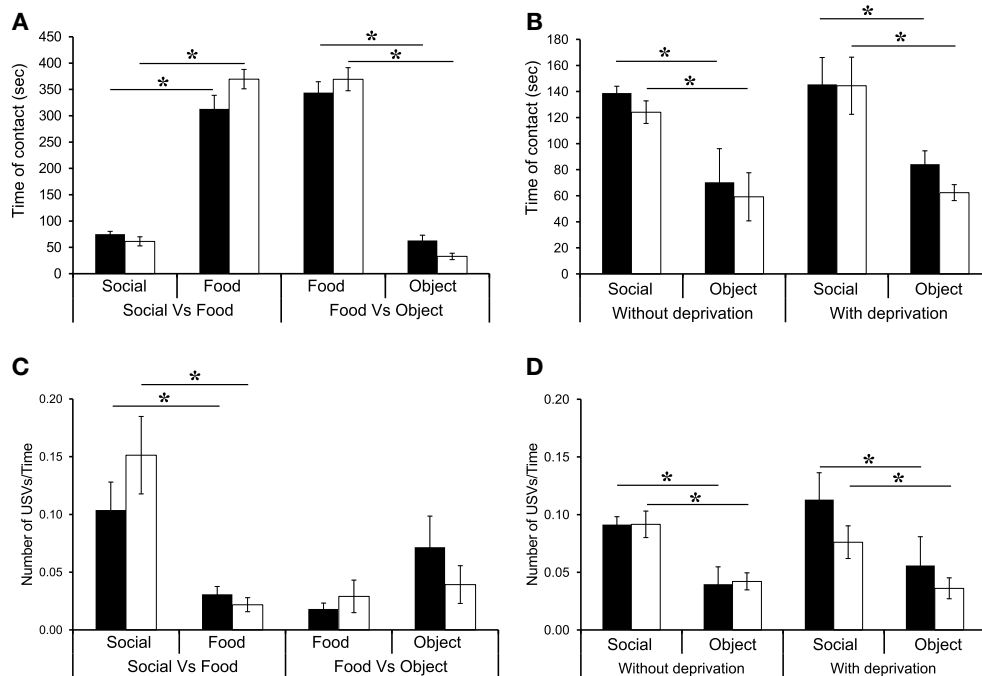 A
Time of contact (sec)
450
400
350
300
250
200
150
100
50
0
* * * *
Social Food Food Object
Social Vs Food Food Vs Object
B
Time of contact (sec)
180
160
140
120
100
80
60
40
20
0
* * * *
Social Object Social Object
Without deprivation With deprivation
C
Number of USVs/Time
0.20
0.15
0.10
0.05
0.00
* *
Social Food Food Object
Social Vs Food Food Vs Object
D
Number of USVs/Time
0.20
0.15
0.10
0.05
0.00
* * * *
Social Object Social Object
Without deprivation With deprivation